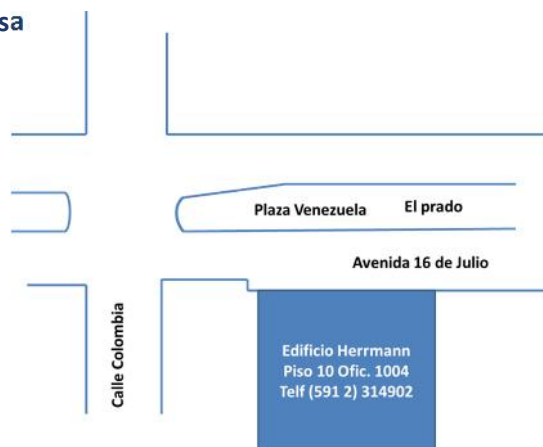 sa
Plaza Venezuela
El prado
Avenida 16 de Julio
Calle Colombia
Edificio Herrmann
Piso 10 Ofic. 1004
Telf (591 2) 314902